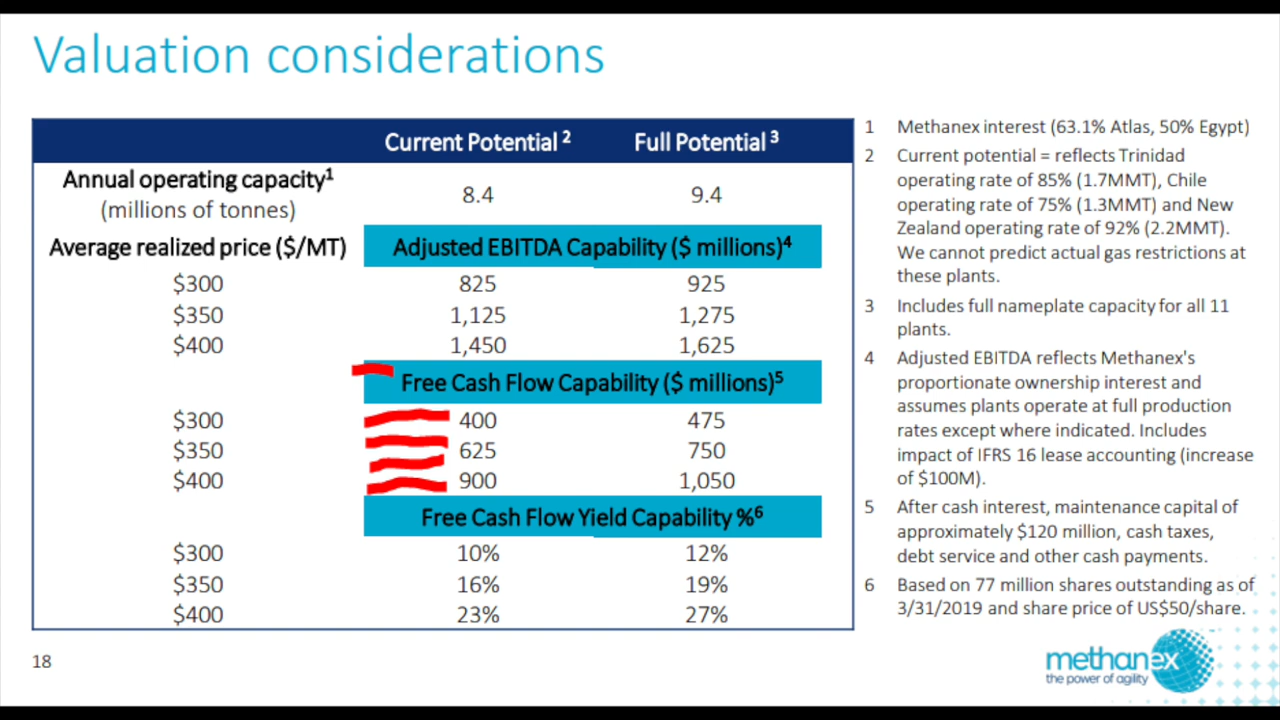 Valuation considerations
Current Potential 2 Full Potential 3
Annual operating capacity1
(millions of tonnes) 8.4 9.4
Average realized price ($/MT) Adjusted EBITDA Capability ($ millions)4
$300 825 925
$350 1,125 1,275
$400 1,450 1,625
Free Cash Flow Capability ($ millions)5
$300 400 475
$350 625 750
$400 900 1,050
Free Cash Flow Yield Capability %6
$300 10% 12%
$350 16% 19%
$400 23% 27%
1 Methanex interest (63.1% Atlas, 50% Egypt)
2 Current potential = reflects Trinidad
operating rate of 85% (1.7MMT), Chile
operating rate of 75% (1.3MMT) and New
Zealand operating rate of 92% (2.2MMT).
We cannot predict actual gas restrictions at
these plants.
3 Includes full nameplate capacity for all 11
plants.
4 Adjusted EBITDA reflects Methanex's
proportionate ownership interest and
assumes plants operate at full production
rates except where indicated. Includes
impact of IFRS 16 lease accounting (increase
of $100M).
5 After cash interest, maintenance capital of
approximately $120 million, cash taxes,
debt service and other cash payments.
6 Based on 77 million shares outstanding as of
3/31/2019 and share price of US$50/share.
18
methanex
the power of agility